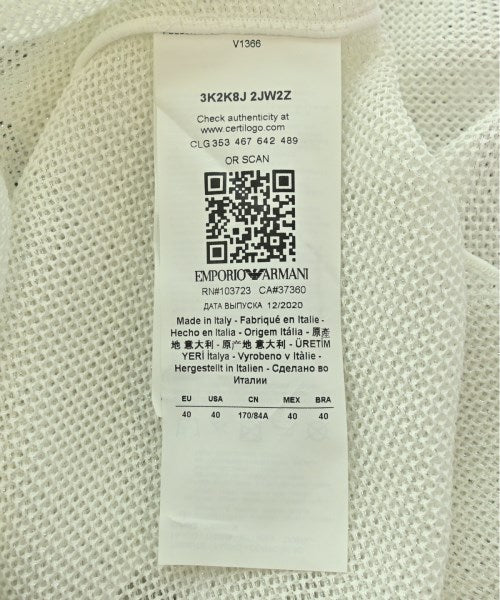 V1366
3K2K8J 2JW2Z
Check authenticity at
www.certilogo.com
CLG 353 467 642 489
OR SCAN
EMPORIO ARMANI
RN#103723 CA#37360
ДАТА ВЫПУСКА 12/2020
Made in Italy - Fabriqué en Italie -
Hecho en Italia - Origem Itália - 原產
地 意大利 - 原产地 意大利 - ÜRETİM
YERİ İtalya - Vyrobeno v Itàlie -
Hergestellt in Italien - Сделано во
Италии
EU USA CN MEX BRA
40 40 170/84A 40 40